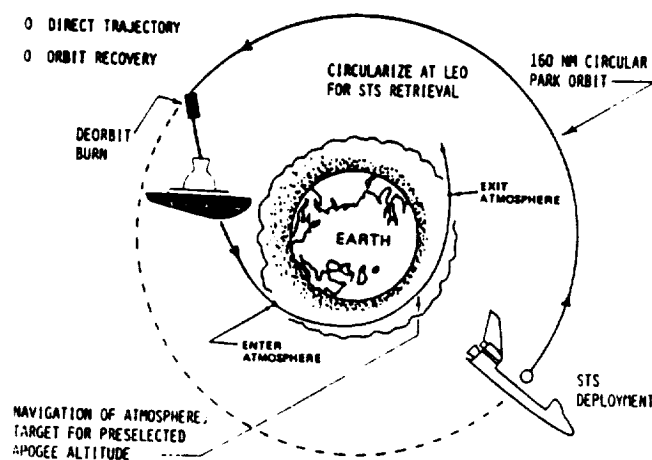 O DIRECT TRAJECTORY
O ORBIT RECOVERY
CIRCULARIZE AT LEO
FOR STS RETRIEVAL
160 NM CIRCULAR
PARK ORBIT
DEORBIT
BURN
EXIT
ATMOSPHERE
EARTH
ENTER
ATMOSPHERE
STS
DEPLOYMENT
NAVIGATION OF ATMOSPHERE,
TARGET FOR PRESELECTED
APOGEE ALTITUDE